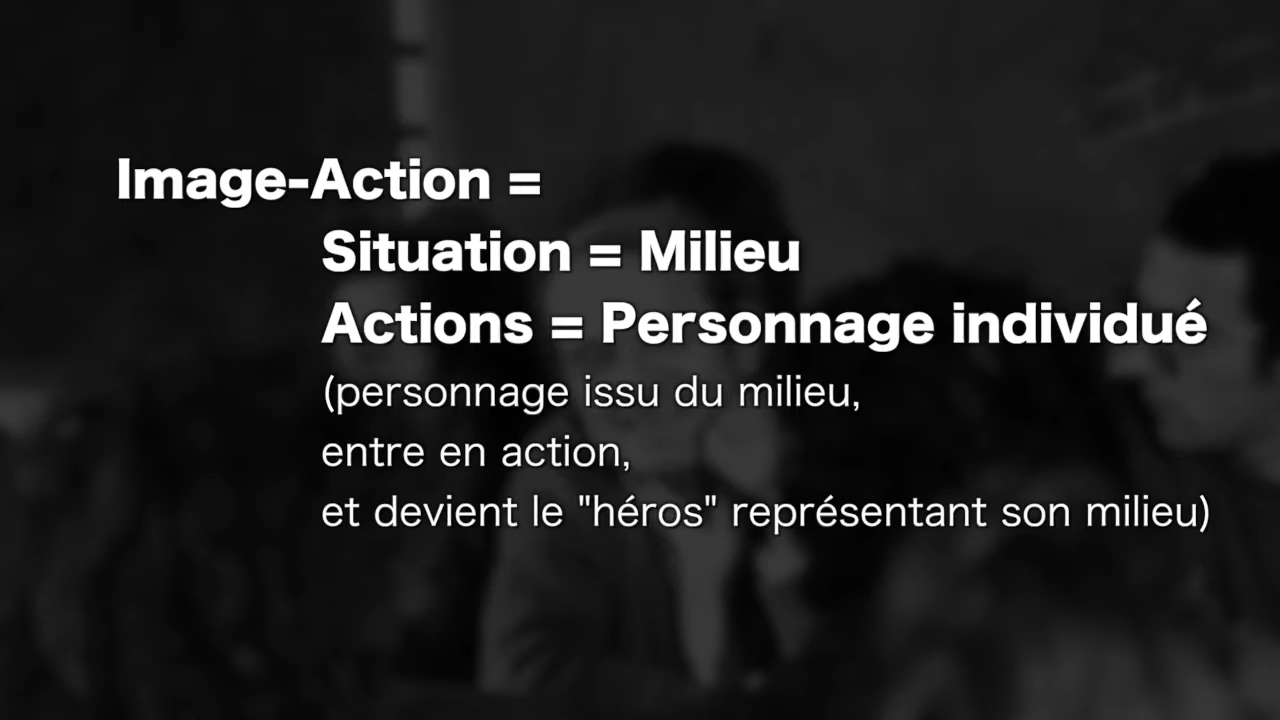 Image-Action =
Situation = Milieu
Actions = Personnage individué
(personnage issu du milieu,
entre en action,
et devient le "héros" représentant son milieu)